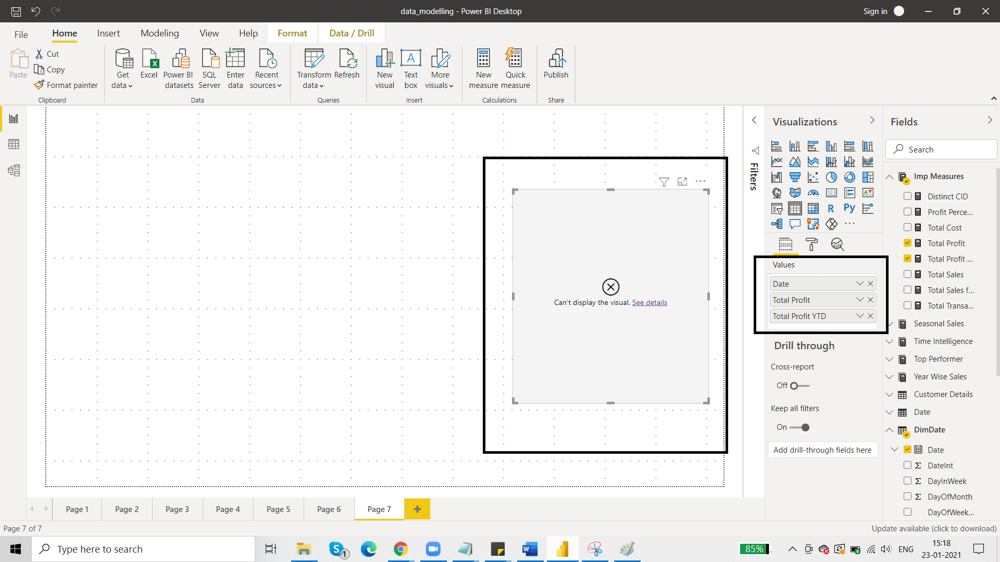 data_modelling - Power BI Desktop
Sign in
File
Home
Insert
Modeling
View
Help
Format
Data / Drill
Paste
Cut
Copy
Format painter
Clipboard
Get data
Excel
Power BI datasets
SQL Server
Enter data
Recent sources
Data
Transform data
Refresh
Queries
New visual
Text box
More visuals
Insert
New measure
Quick measure
Calculations
Publish
Share
Can't display the visual. See details
Filters
Visualizations
123
R
Py
Values
Date
Total Profit
Total Profit YTD
Drill through
Cross-report
Off
Keep all filters
On
Add drill-through fields here
Fields
Search
Imp Measures
Distinct CID
Profit Perce...
Total Cost
Total Profit
Total Profit ...
Total Sales
Total Sales f...
Total Transa...
Seasonal Sales
Time Intelligence
Top Performer
Year Wise Sales
Customer Details
Date
DimDate
Date
DateInt
DayInWeek
DayOfMonth
DayOfWeek...
Page 1
Page 2
Page 3
Page 4
Page 5
Page 6
Page 7
Page 7 of 7
Update available (click to download)
Type here to search
1
85%
ENG
15:18
23-01-2021